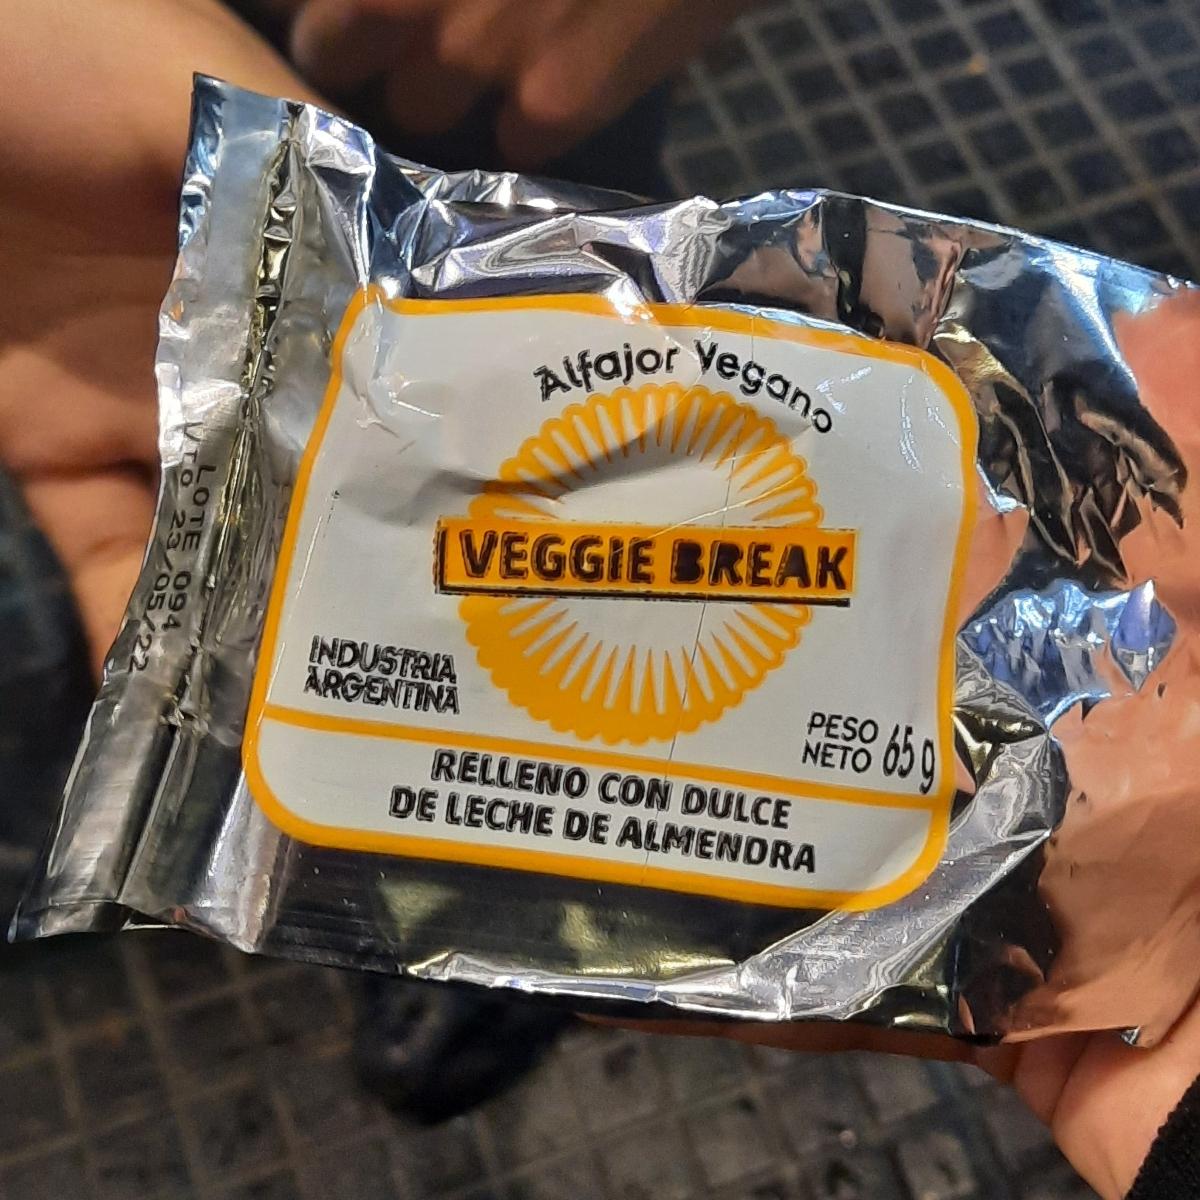 Alfajor Vegano
VEGGIE BREAK
INDUSTRIA
ARGENTINA
PESO
NETO 65 g
RELLENO CON DULCE
DE LECHE DE ALMENDRA
LOTE 094
VTO 23/05/22